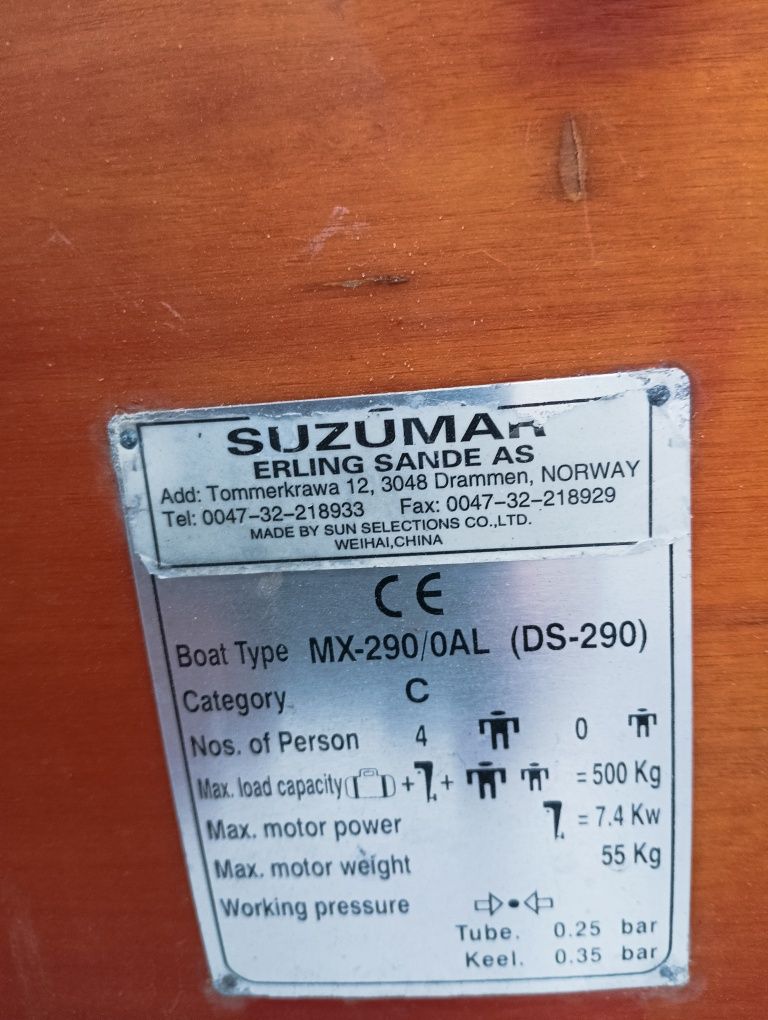 SUZUMAR
ERLING SANDE AS
Add: Tommerkrawa 12, 3048 Drammen, NORWAY
Tel: 0047-32-218933 Fax: 0047-32-218929
MADE BY SUN SELECTIONS CO.,LTD.
WEIHAI,CHINA
CE
Boat Type MX-290/0AL (DS-290)
Category C
Nos. of Person 4 0
Max. load capacity + + = 500 Kg
Max. motor power = 7.4 Kw
Max. motor weight 55 Kg
Working pressure
Tube. 0.25 bar
Keel. 0.35 bar